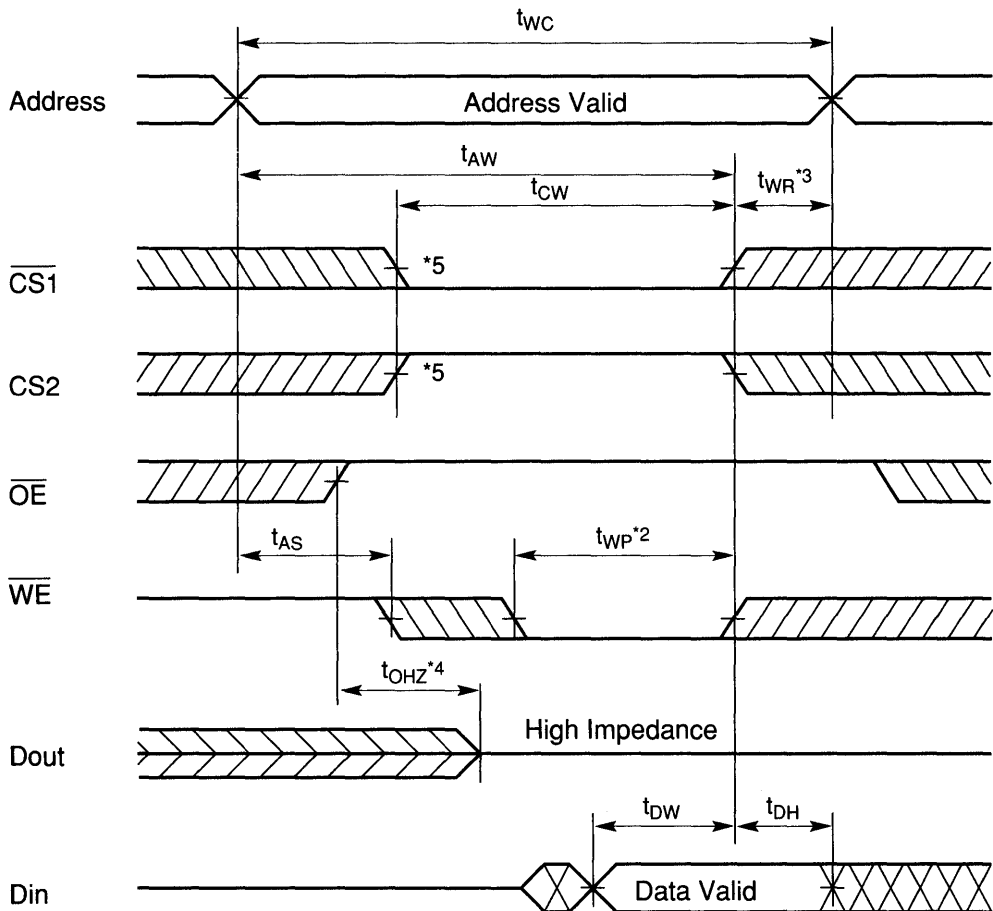 tWC
Address
Address Valid
tAW
tCW
tWR*3
CS1
*5
CS2
*5
OE
tAS
tWP*2
WE
tOHZ*4
High Impedance
Dout
tDW
tDH
Din
Data Valid